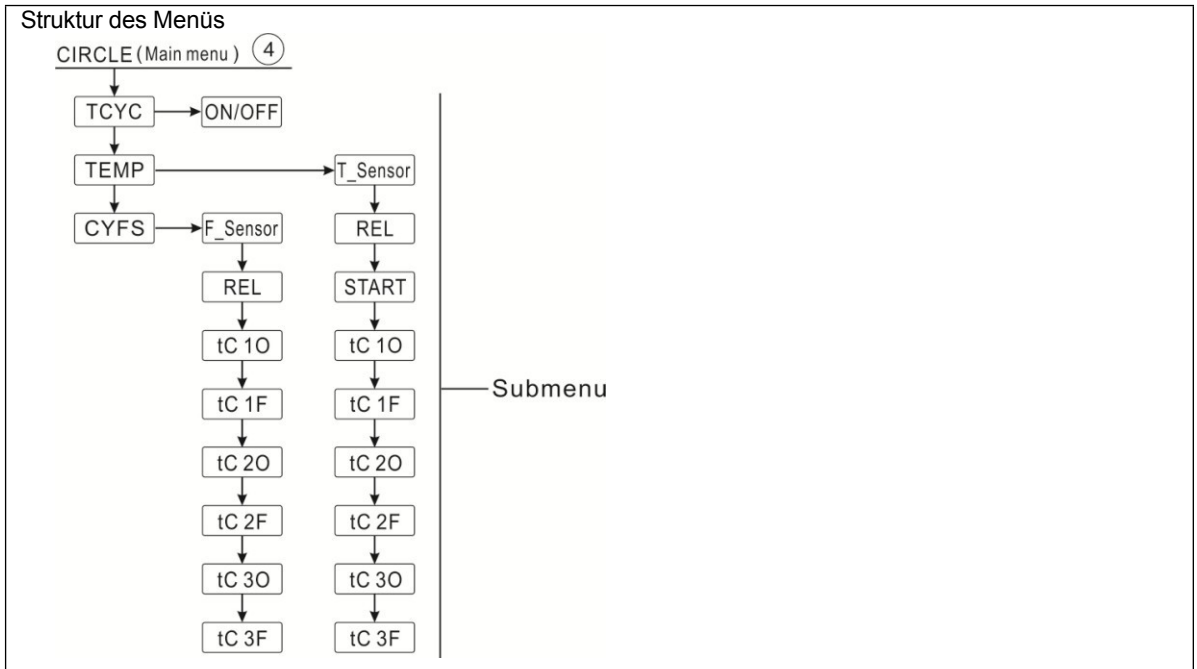 Struktur des Menüs
CIRCLE (Main menu) 4
TCYC ON/OFF
TEMP T_Sensor
CYFS F_Sensor REL
REL START
tC 1O tC 1O
tC 1F tC 1F
Submenu
tC 2O tC 2O
tC 2F tC 2F
tC 3O tC 3O
tC 3F tC 3F